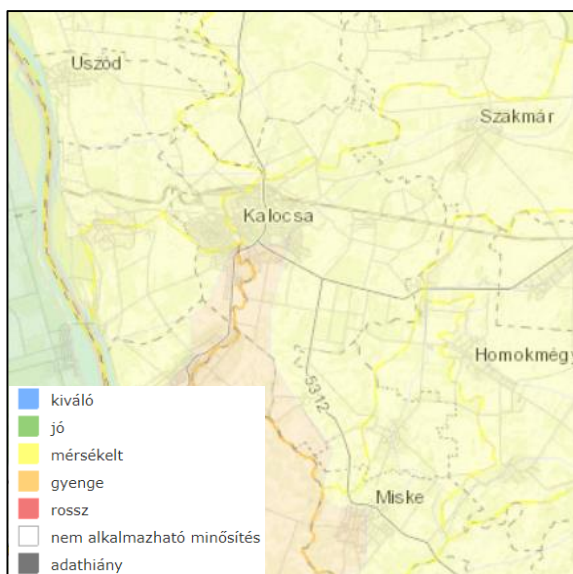 Uszód
Szakmár
Kalocsa
Homokmégy
5312
Miske
kiváló
jó
mérsékelt
gyenge
rossz
nem alkalmazható minősítés
adathiány